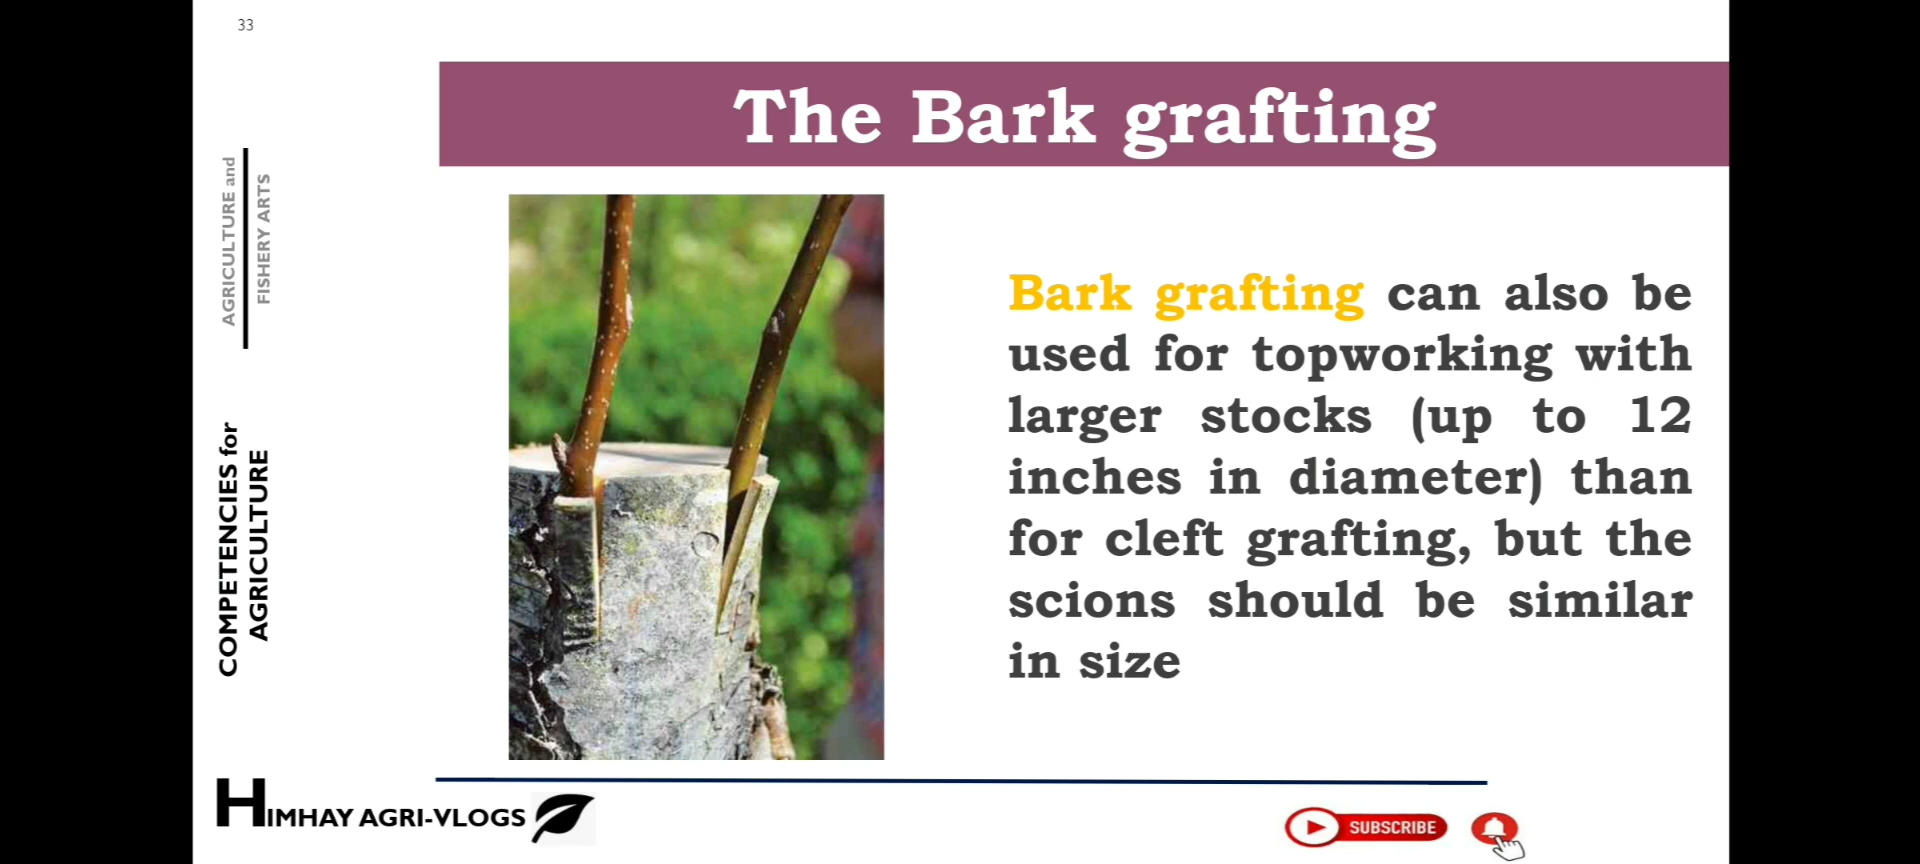 33
The Bark grafting
AGRICULTURE and
FISHERY ARTS
COMPETENCIES for
AGRICULTURE
Bark grafting can also be
used for topworking with
larger stocks (up to 12
inches in diameter) than
for cleft grafting, but the
scions should be similar
in size
HIMHAY AGRI-VLOGS
SUBSCRIBE